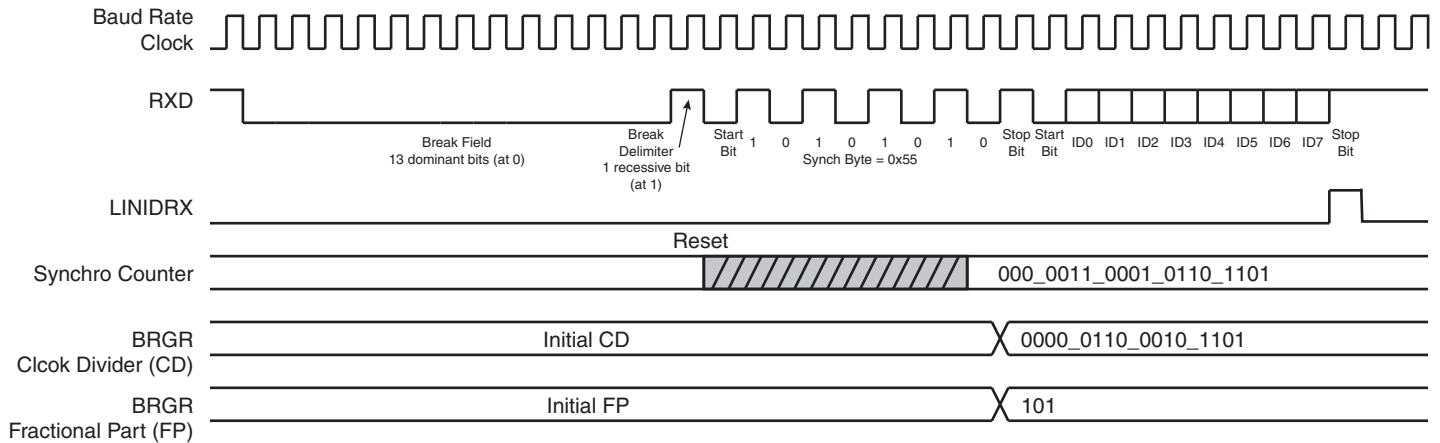 Baud Rate
Clock
RXD
Break Field
13 dominant bits (at 0)
Break
Delimiter
1 recessive bit
(at 1)
Start
Bit
1 0 1 0 1 0 1 0
Synch Byte = 0x55
Stop
Bit
Start
Bit
ID0 ID1 ID2 ID3 ID4 ID5 ID6 ID7
Stop
Bit
LINIDRX
Reset
Synchro Counter
000_0011_0001_0110_1101
BRGR
Clcok Divider (CD)
Initial CD
0000_0110_0010_1101
BRGR
Fractional Part (FP)
Initial FP
101